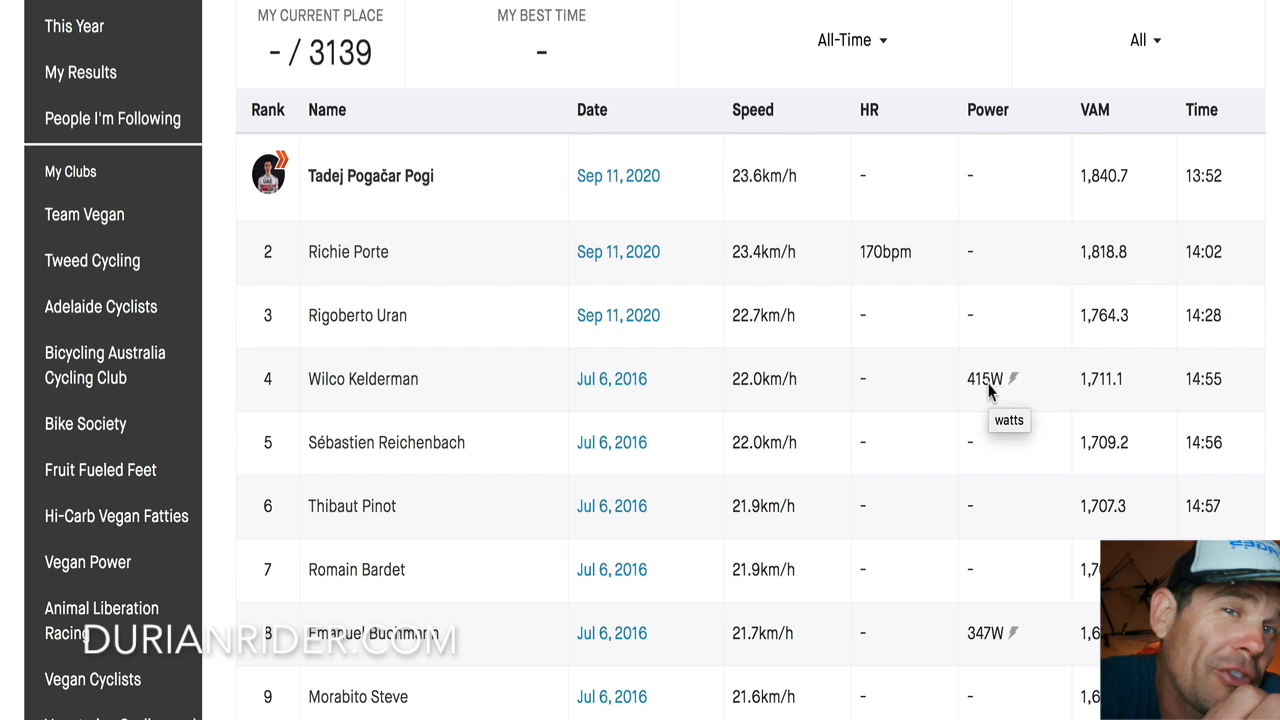 This Year
My Results
People I'm Following
My Clubs
Team Vegan
Tweed Cycling
Adelaide Cyclists
Bicycling Australia
Cycling Club
Bike Society
Fruit Fueled Feet
Hi-Carb Vegan Fatties
Vegan Power
Animal Liberation
Racing
Vegan Cyclists
MY CURRENT PLACE
- / 3139
MY BEST TIME
-
All-Time
All
Rank Name Date Speed HR Power VAM Time
Tadej Pogačar Pogi Sep 11, 2020 23.6km/h - - 1,840.7 13:52
2 Richie Porte Sep 11, 2020 23.4km/h 170bpm - 1,818.8 14:02
3 Rigoberto Uran Sep 11, 2020 22.7km/h - - 1,764.3 14:28
4 Wilco Kelderman Jul 6, 2016 22.0km/h - 415W 1,711.1 14:55
watts
5 Sébastien Reichenbach Jul 6, 2016 22.0km/h - - 1,709.2 14:56
6 Thibaut Pinot Jul 6, 2016 21.9km/h - - 1,707.3 14:57
7 Romain Bardet Jul 6, 2016 21.9km/h - - 1,7
8 Emanuel Buchmann Jul 6, 2016 21.7km/h - 347W 1,6
9 Morabito Steve Jul 6, 2016 21.6km/h - - 1,6
DURIANRIDER.COM